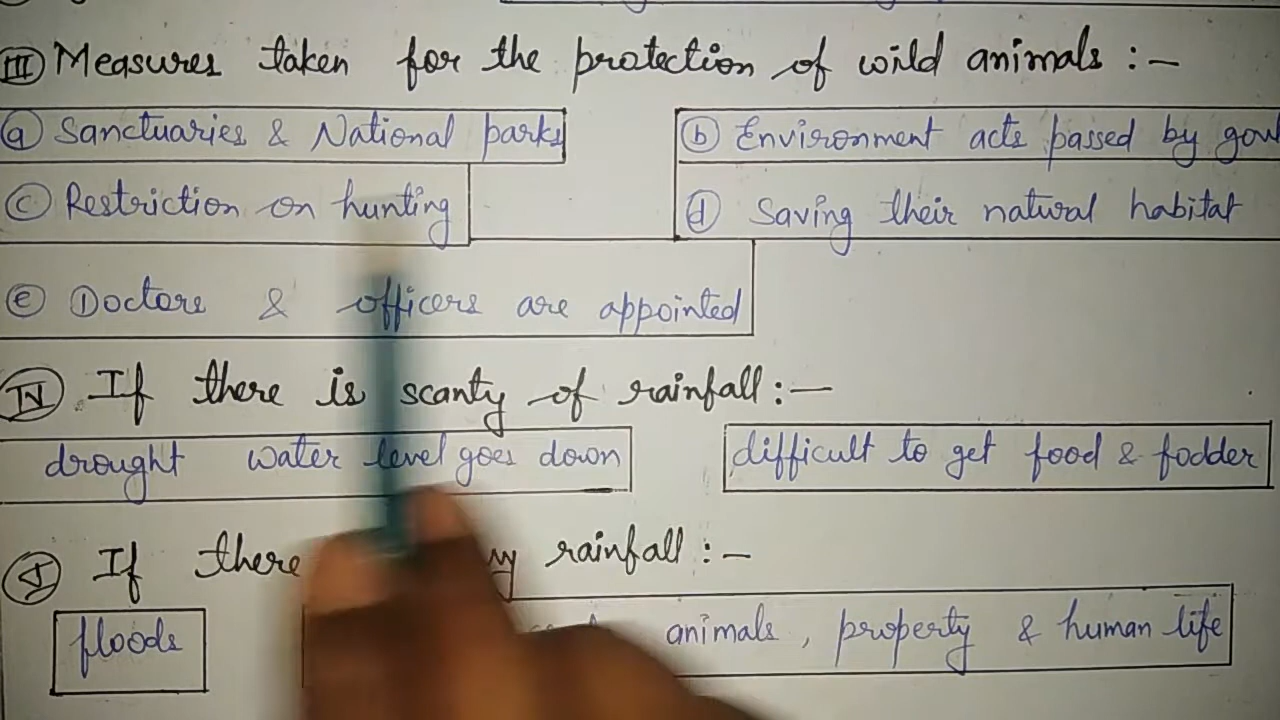 III Measures taken for the protection of wild animals :-
a Sanctuaries & National parks
b Environment acts passed by
c Restriction on hunting
d Saving their natural habitat
e Doctors & officers are appointed
IV If there is scanty of rainfall :-
drought water level goes down
difficult to get food & fodder
V If there rainfall :-
floods
animals, property & human life